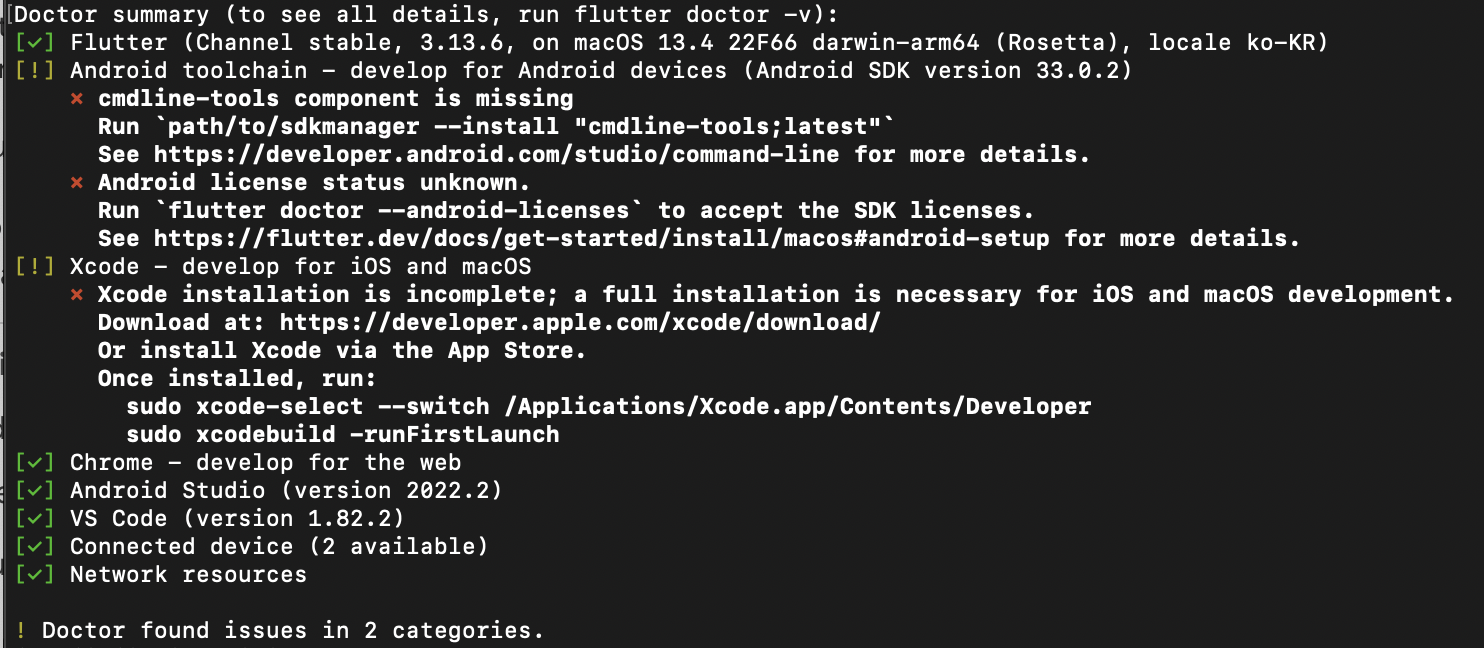 [Doctor summary (to see all details, run flutter doctor -v):
[✓] Flutter (Channel stable, 3.13.6, on macOS 13.4 22F66 darwin-arm64 (Rosetta), locale ko-KR)
[!] Android toolchain - develop for Android devices (Android SDK version 33.0.2)
✗ cmdline-tools component is missing
Run `path/to/sdkmanager --install "cmdline-tools;latest"`
See https://developer.android.com/studio/command-line for more details.
✗ Android license status unknown.
Run `flutter doctor --android-licenses` to accept the SDK licenses.
See https://flutter.dev/docs/get-started/install/macos#android-setup for more details.
[!] Xcode - develop for iOS and macOS
✗ Xcode installation is incomplete; a full installation is necessary for iOS and macOS development.
Download at: https://developer.apple.com/xcode/download/
Or install Xcode via the App Store.
Once installed, run:
sudo xcode-select --switch /Applications/Xcode.app/Contents/Developer
sudo xcodebuild -runFirstLaunch
[✓] Chrome - develop for the web
[✓] Android Studio (version 2022.2)
[✓] VS Code (version 1.82.2)
[✓] Connected device (2 available)
[✓] Network resources
! Doctor found issues in 2 categories.